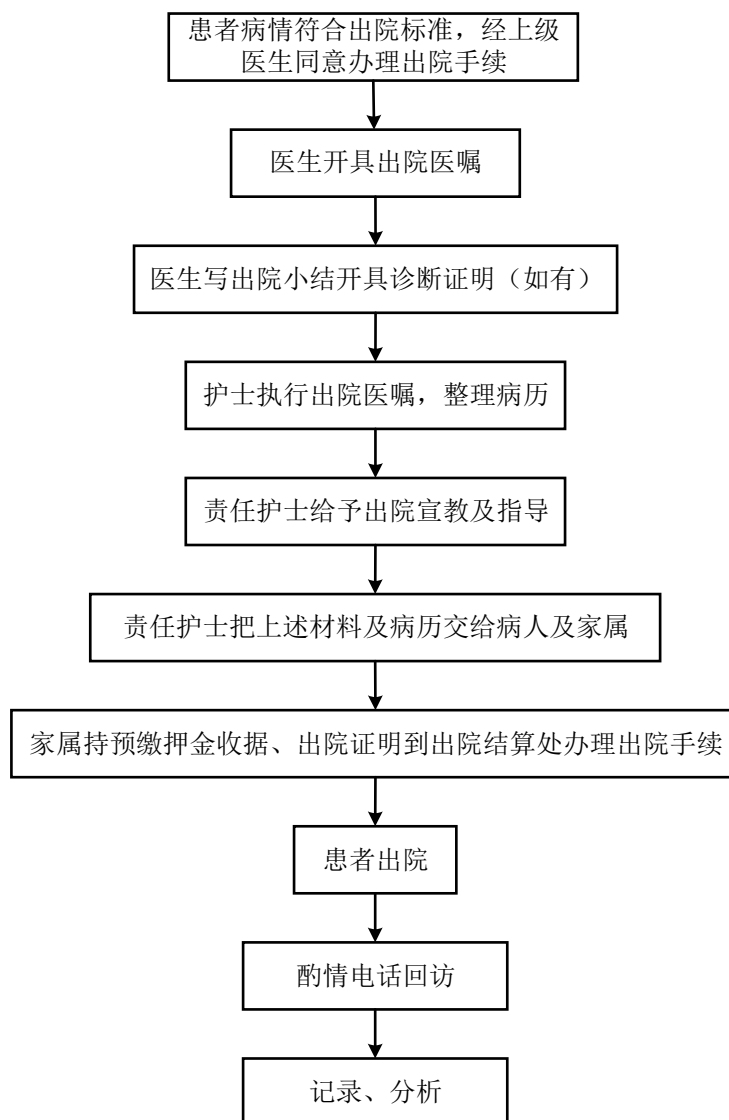 患者病情符合出院标准，经上级
医生同意办理出院手续
医生开具出院医嘱
医生写出院小结开具诊断证明（如有）
护士执行出院医嘱，整理病历
责任护士给予出院宣教及指导
责任护士把上述材料及病历交给病人及家属
家属持预缴押金收据、出院证明到出院结算处办理出院手续
患者出院
酌情电话回访
记录、分析